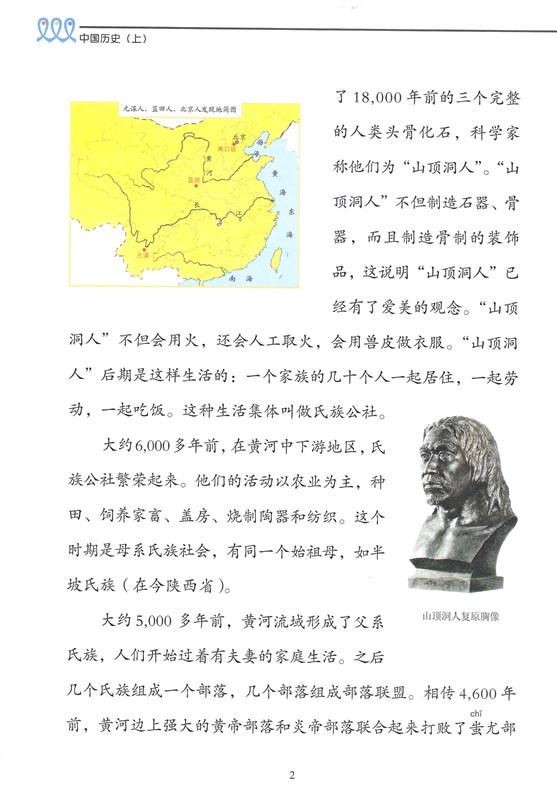 中国历史（上）
元谋人、蓝田人、北京人发现地简图
北京
周口店
渤
海
黄
河
蓝田
黄
海
长
江
东
海
元谋
南 海
了 18,000 年前的三个完整
的人类头骨化石，科学家
称他们为“山顶洞人”。“山
顶洞人”不但制造石器、骨
器，而且制造骨制的装饰
品，这说明“山顶洞人”已
经有了爱美的观念。“山顶
洞人”不但会用火，还会人工取火，会用兽皮做衣服。“山顶洞
人”后期是这样生活的：一个家族的几十个人一起居住，一起劳
动，一起吃饭。这种生活集体叫做氏族公社。
大约6,000 多年前，在黄河中下游地区，氏
族公社繁荣起来。他们的活动以农业为主，种
田、饲养家畜、盖房、烧制陶器和纺织。这个
时期是母系氏族社会，有同一个始祖母，如半
坡氏族（在今陕西省）。
山顶洞人复原胸像
大约 5,000 多年前，黄河流域形成了父系
氏族，人们开始过着有夫妻的家庭生活。之后
几个氏族组成一个部落，几个部落组成部落联盟。相传 4,600 年
chī
前，黄河边上强大的黄帝部落和炎帝部落联合起来打败了蚩尤部
2